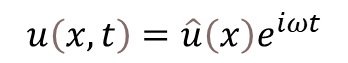 u(x, t) = û(x)e^{iωt}